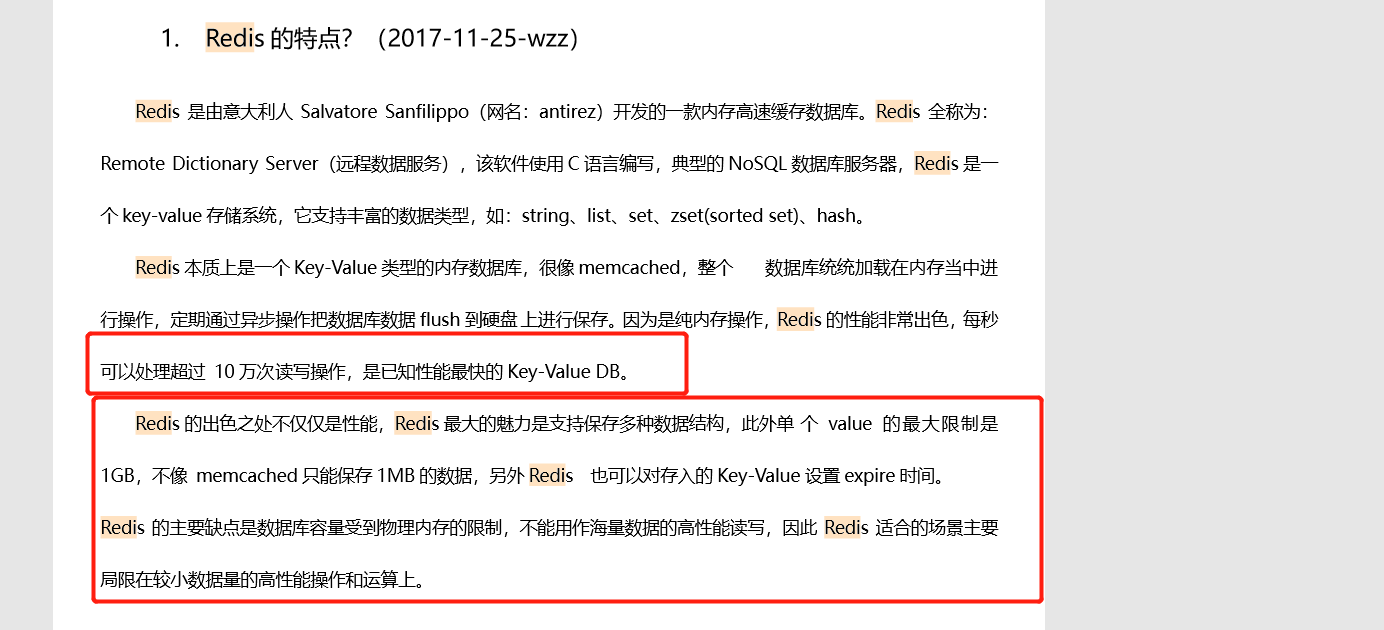 1. Redis 的特点？（2017-11-25-wzz）
Redis 是由意大利人 Salvatore Sanfilippo（网名：antirez）开发的一款内存高速缓存数据库。Redis 全称为：
Remote Dictionary Server（远程数据服务），该软件使用 C 语言编写，典型的 NoSQL 数据库服务器，Redis 是一
个 key-value 存储系统，它支持丰富的数据类型，如：string、list、set、zset(sorted set)、hash。
Redis 本质上是一个 Key-Value 类型的内存数据库，很像 memcached，整个 数据库统统加载在内存当中进
行操作，定期通过异步操作把数据库数据 flush 到硬盘 上进行保存。因为是纯内存操作，Redis 的性能非常出色，每秒
可以处理超过 10 万次读写操作，是已知性能最快的 Key-Value DB。
Redis 的出色之处不仅仅是性能，Redis 最大的魅力是支持保存多种数据结构，此外单 个 value 的最大限制是
1GB，不像 memcached 只能保存 1MB 的数据，另外 Redis 也可以对存入的 Key-Value 设置 expire 时间。
Redis 的主要缺点是数据库容量受到物理内存的限制，不能用作海量数据的高性能读写，因此 Redis 适合的场景主要
局限在较小数据量的高性能操作和运算上。